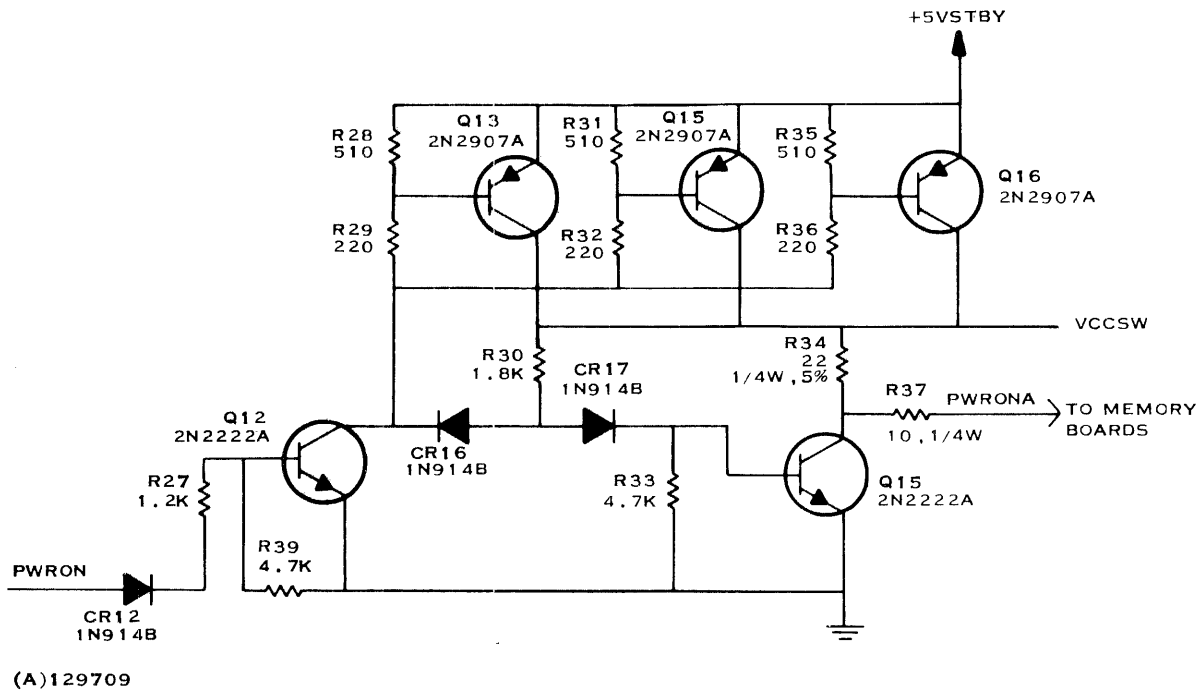 +5VSTBY
Q13
2N2907A
R31
510
Q15
2N2907A
R35
510
R28
510
Q16
2N2907A
R29
220
R32
220
R36
220
VCCSW
R30
1.8K
CR17
1N914B
R34
22
1/4W,5%
R37
PWRONA
10,1/4W
TO MEMORY
BOARDS
Q12
2N2222A
CR16
1N914B
R27
1.2K
R33
4.7K
Q15
2N2222A
R39
4.7K
PWRON
CR12
1N914B
(A)129709